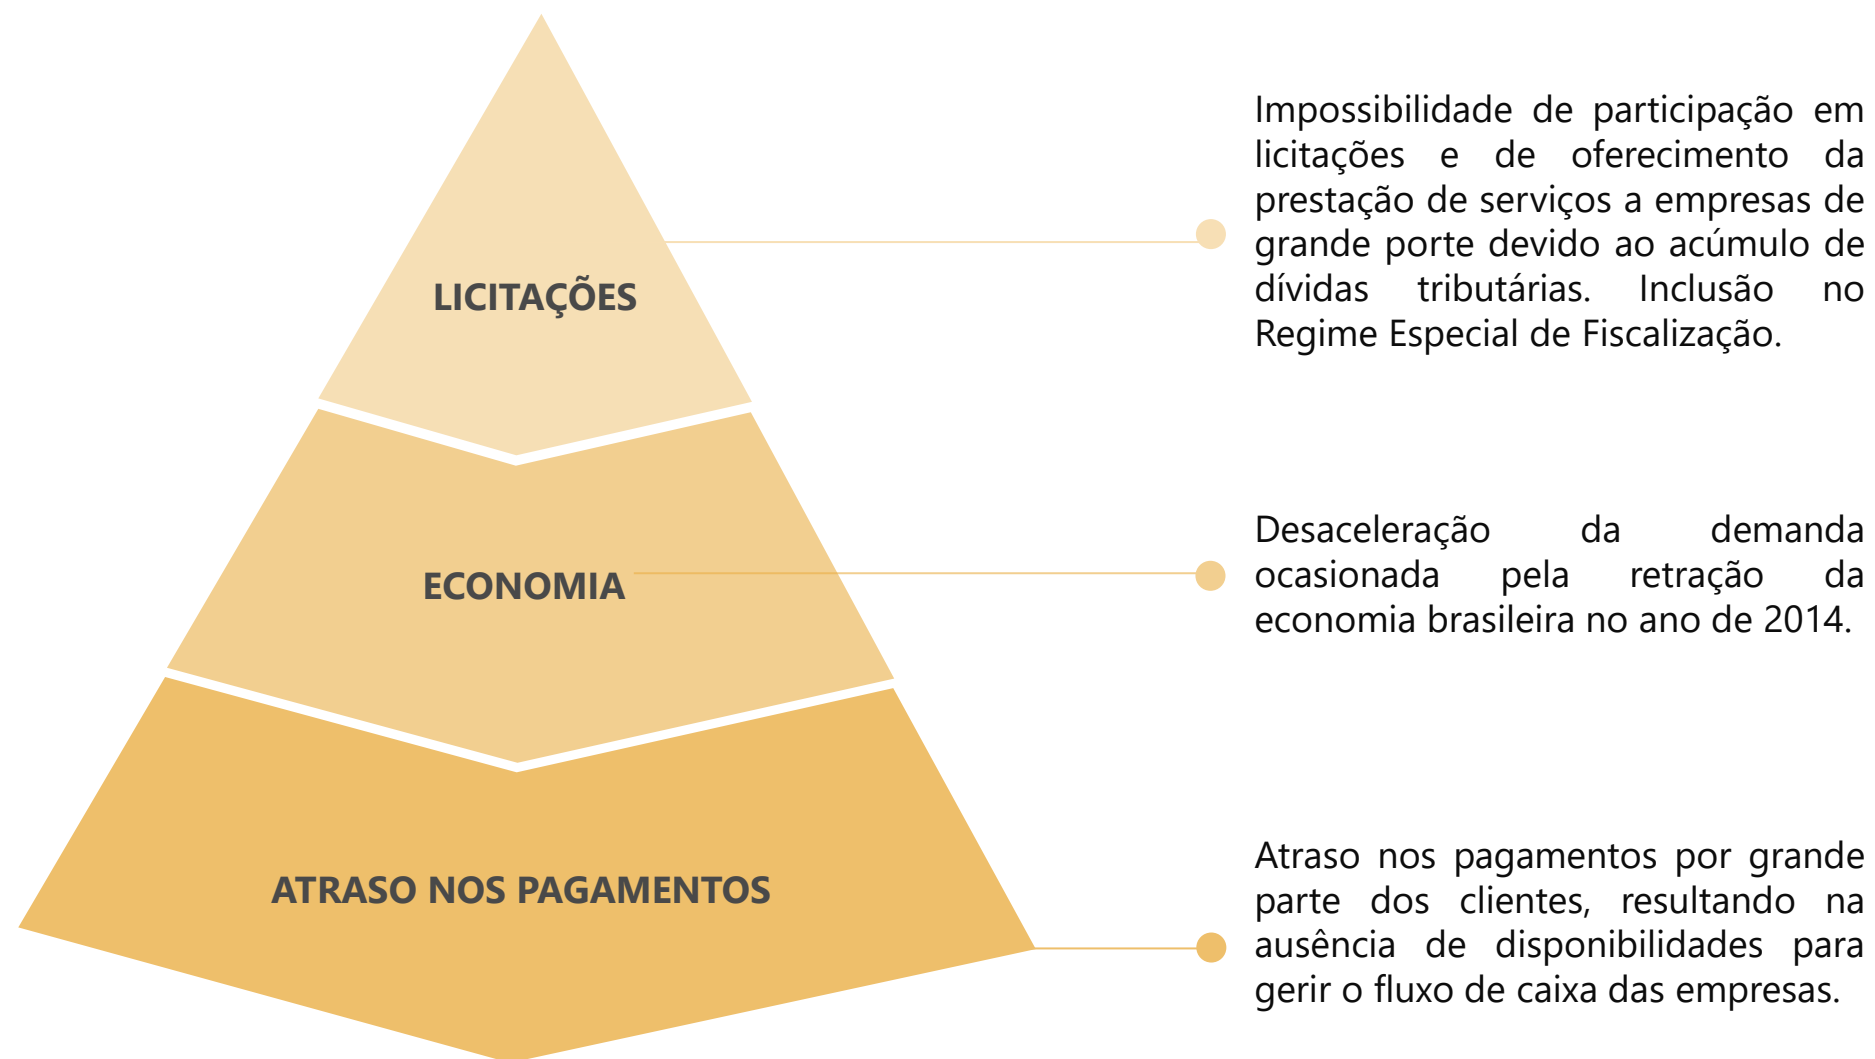 LICITAÇÕES
Impossibilidade de participação em
licitações e de oferecimento da
prestação de serviços a empresas de
grande porte devido ao acúmulo de
dívidas tributárias. Inclusão no
Regime Especial de Fiscalização.
ECONOMIA
Desaceleração da demanda
ocasionada pela retração da
economia brasileira no ano de 2014.
ATRASO NOS PAGAMENTOS
Atraso nos pagamentos por grande
parte dos clientes, resultando na
ausência de disponibilidades para
gerir o fluxo de caixa das empresas.